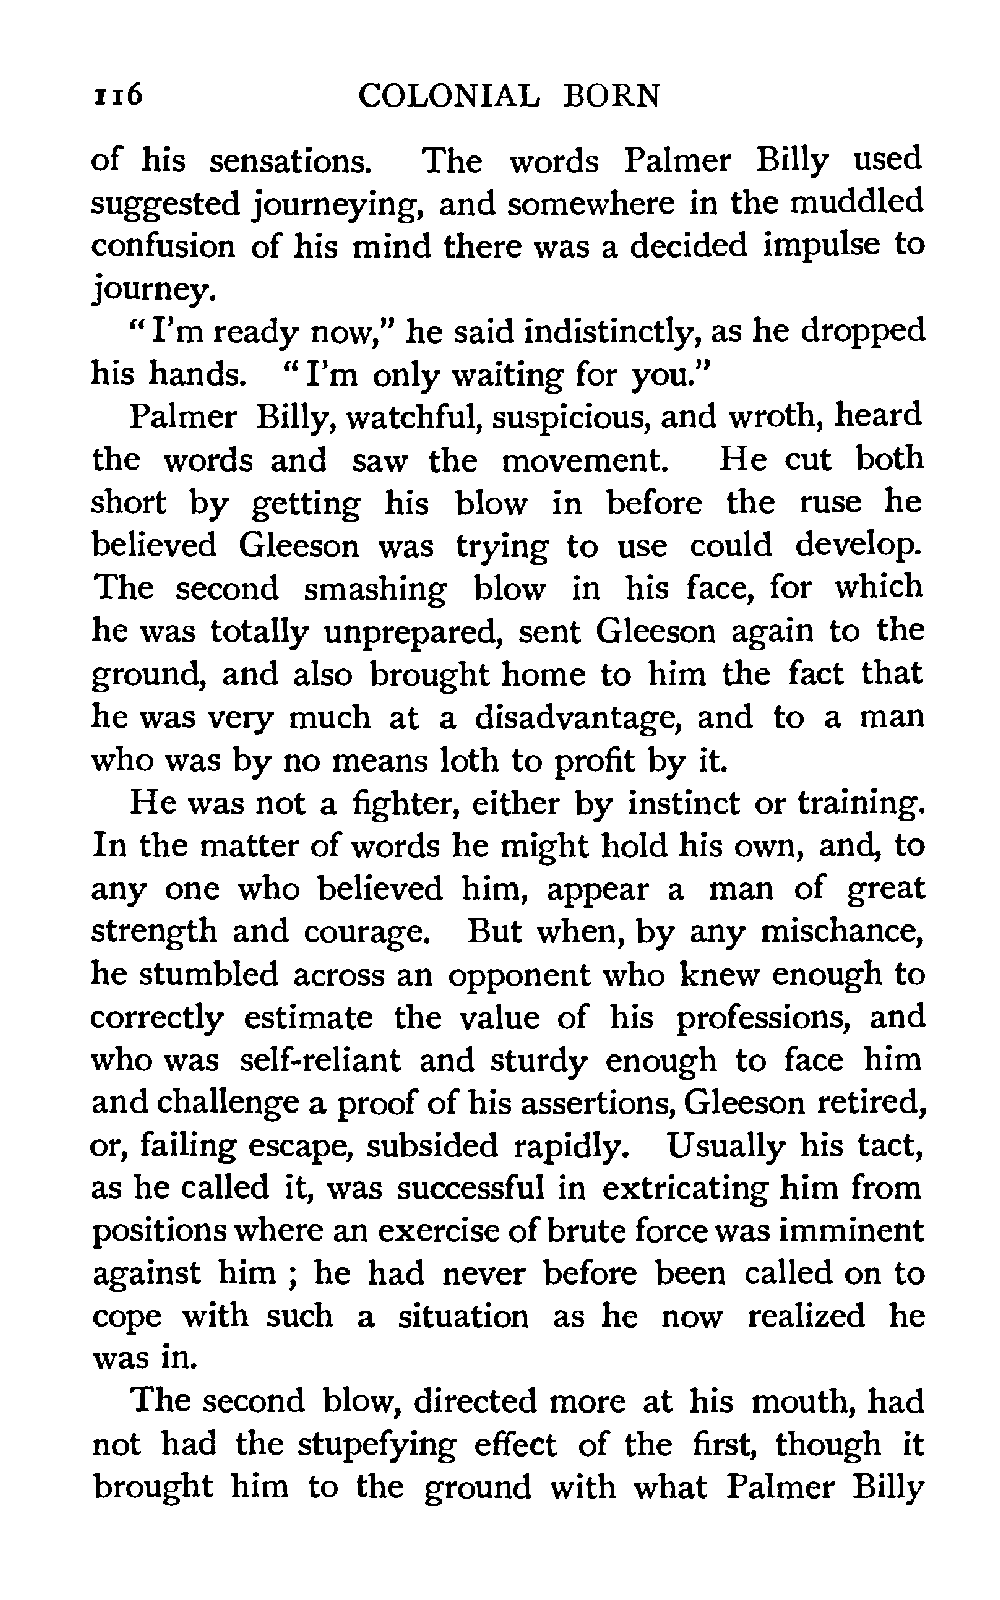 116 COLONIAL BORN
of his sensations. The words Palmer Billy used
suggested journeying, and somewhere in the muddled
confusion of his mind there was a decided impulse to
journey.
“I’m ready now,” he said indistinctly, as he dropped
his hands. “I’m only waiting for you.”
Palmer Billy, watchful, suspicious, and wroth, heard
the words and saw the movement. He cut both
short by getting his blow in before the ruse he
believed Gleeson was trying to use could develop.
The second smashing blow in his face, for which
he was totally unprepared, sent Gleeson again to the
ground, and also brought home to him the fact that
he was very much at a disadvantage, and to a man
who was by no means loth to profit by it.
He was not a fighter, either by instinct or training.
In the matter of words he might hold his own, and, to
any one who believed him, appear a man of great
strength and courage. But when, by any mischance,
he stumbled across an opponent who knew enough to
correctly estimate the value of his professions, and
who was self-reliant and sturdy enough to face him
and challenge a proof of his assertions, Gleeson retired,
or, failing escape, subsided rapidly. Usually his tact,
as he called it, was successful in extricating him from
positions where an exercise of brute force was imminent
against him ; he had never before been called on to
cope with such a situation as he now realized he
was in.
The second blow, directed more at his mouth, had
not had the stupefying effect of the first, though it
brought him to the ground with what Palmer Billy